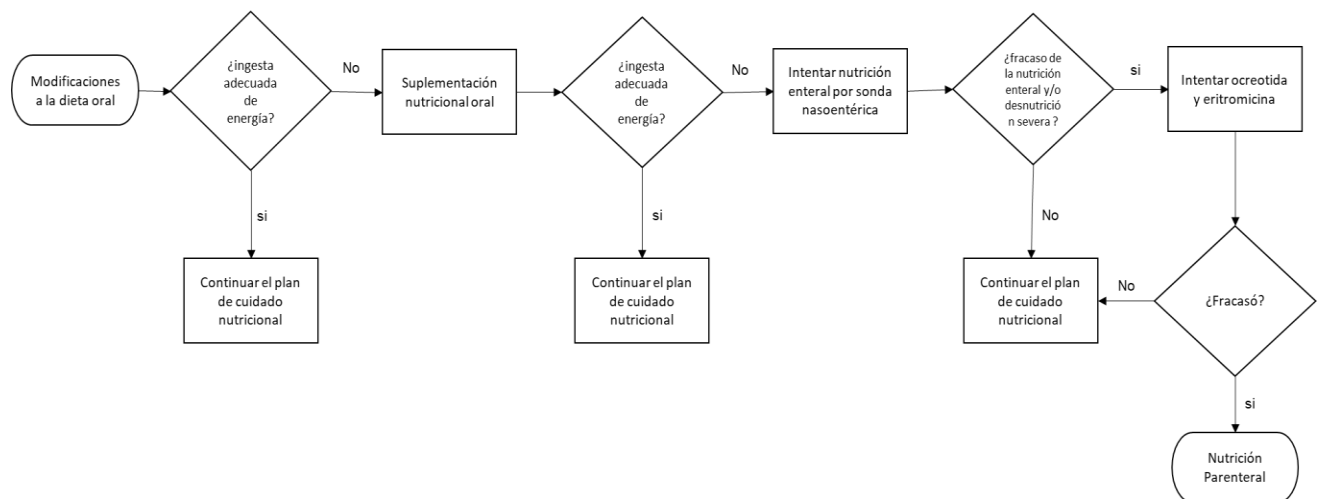 Modificaciones
a la dieta oral
¿ingesta
adecuada
de
energía?
No
si
Continuar el plan
de cuidado
nutricional
Suplementación
nutricional oral
¿ingesta
adecuada
de
energía?
No
si
Continuar el plan
de cuidado
nutricional
Intentar nutrición
enteral por sonda
nasoentérica
¿fracaso de
la nutrición
enteral y/o
desnutrició
n severa ?
si
No
Continuar el plan
de cuidado
nutricional
Intentar ocreotida
y eritromicina
¿Fracasó?
No
si
Nutrición
Parenteral